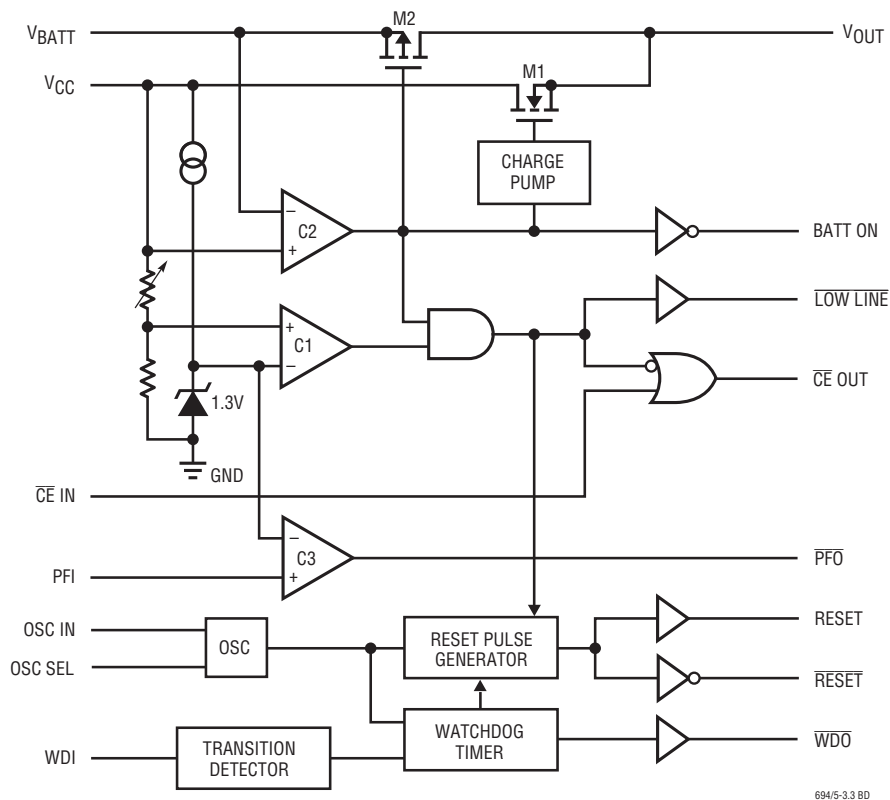 M2
VBATT
VOUT
VCC
M1
CHARGE
PUMP
−
C2
+
BATT ON
LOW LINE
+
C1
−
1.3V
CE OUT
GND
CE IN
−
C3
+
PFO
PFI
OSC IN
OSC
OSC SEL
RESET PULSE
GENERATOR
RESET
RESET
WATCHDOG
TIMER
WDO
WDI
TRANSITION
DETECTOR
694/5-3.3 BD